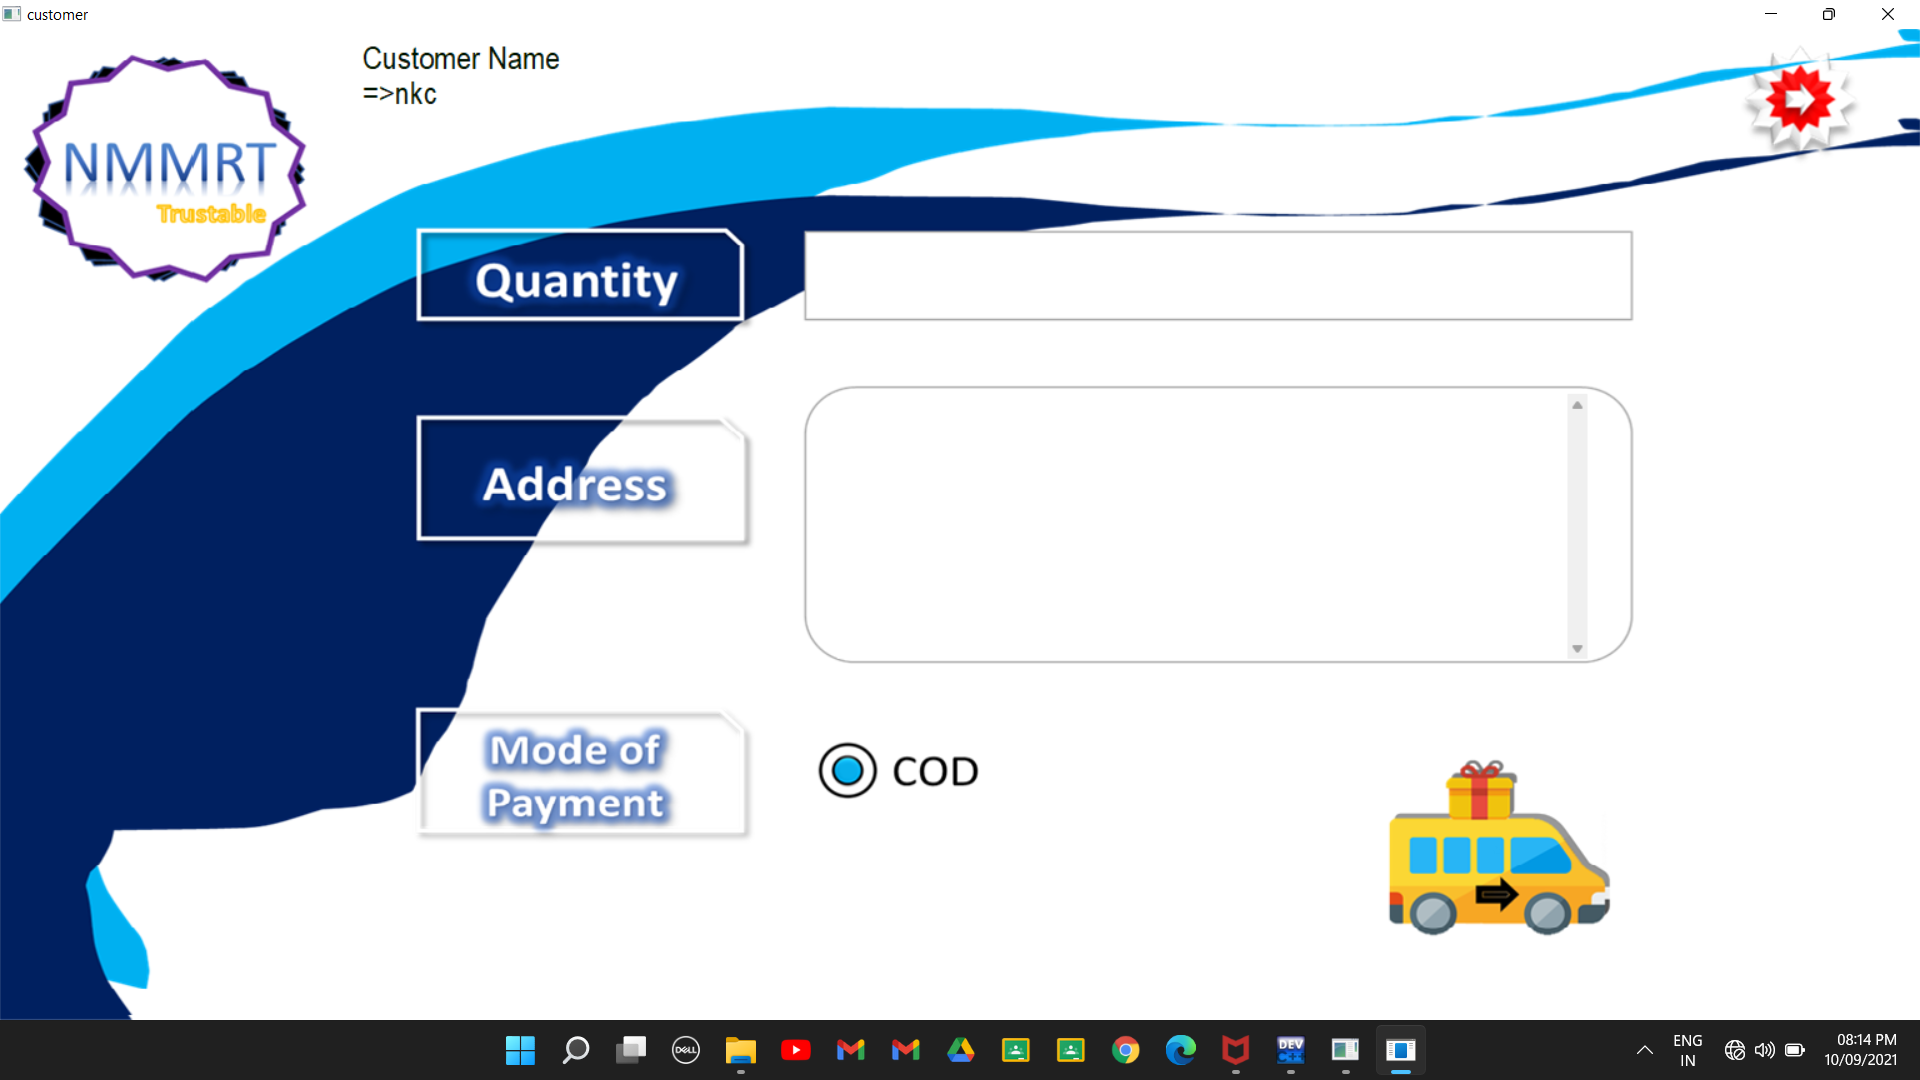 customer
Customer Name
=>nkc
NMMRT
Trustable
Quantity
Address
Mode of
Payment
COD
DELL
DEV
C++
ENG
IN
08:14 PM
10/09/2021